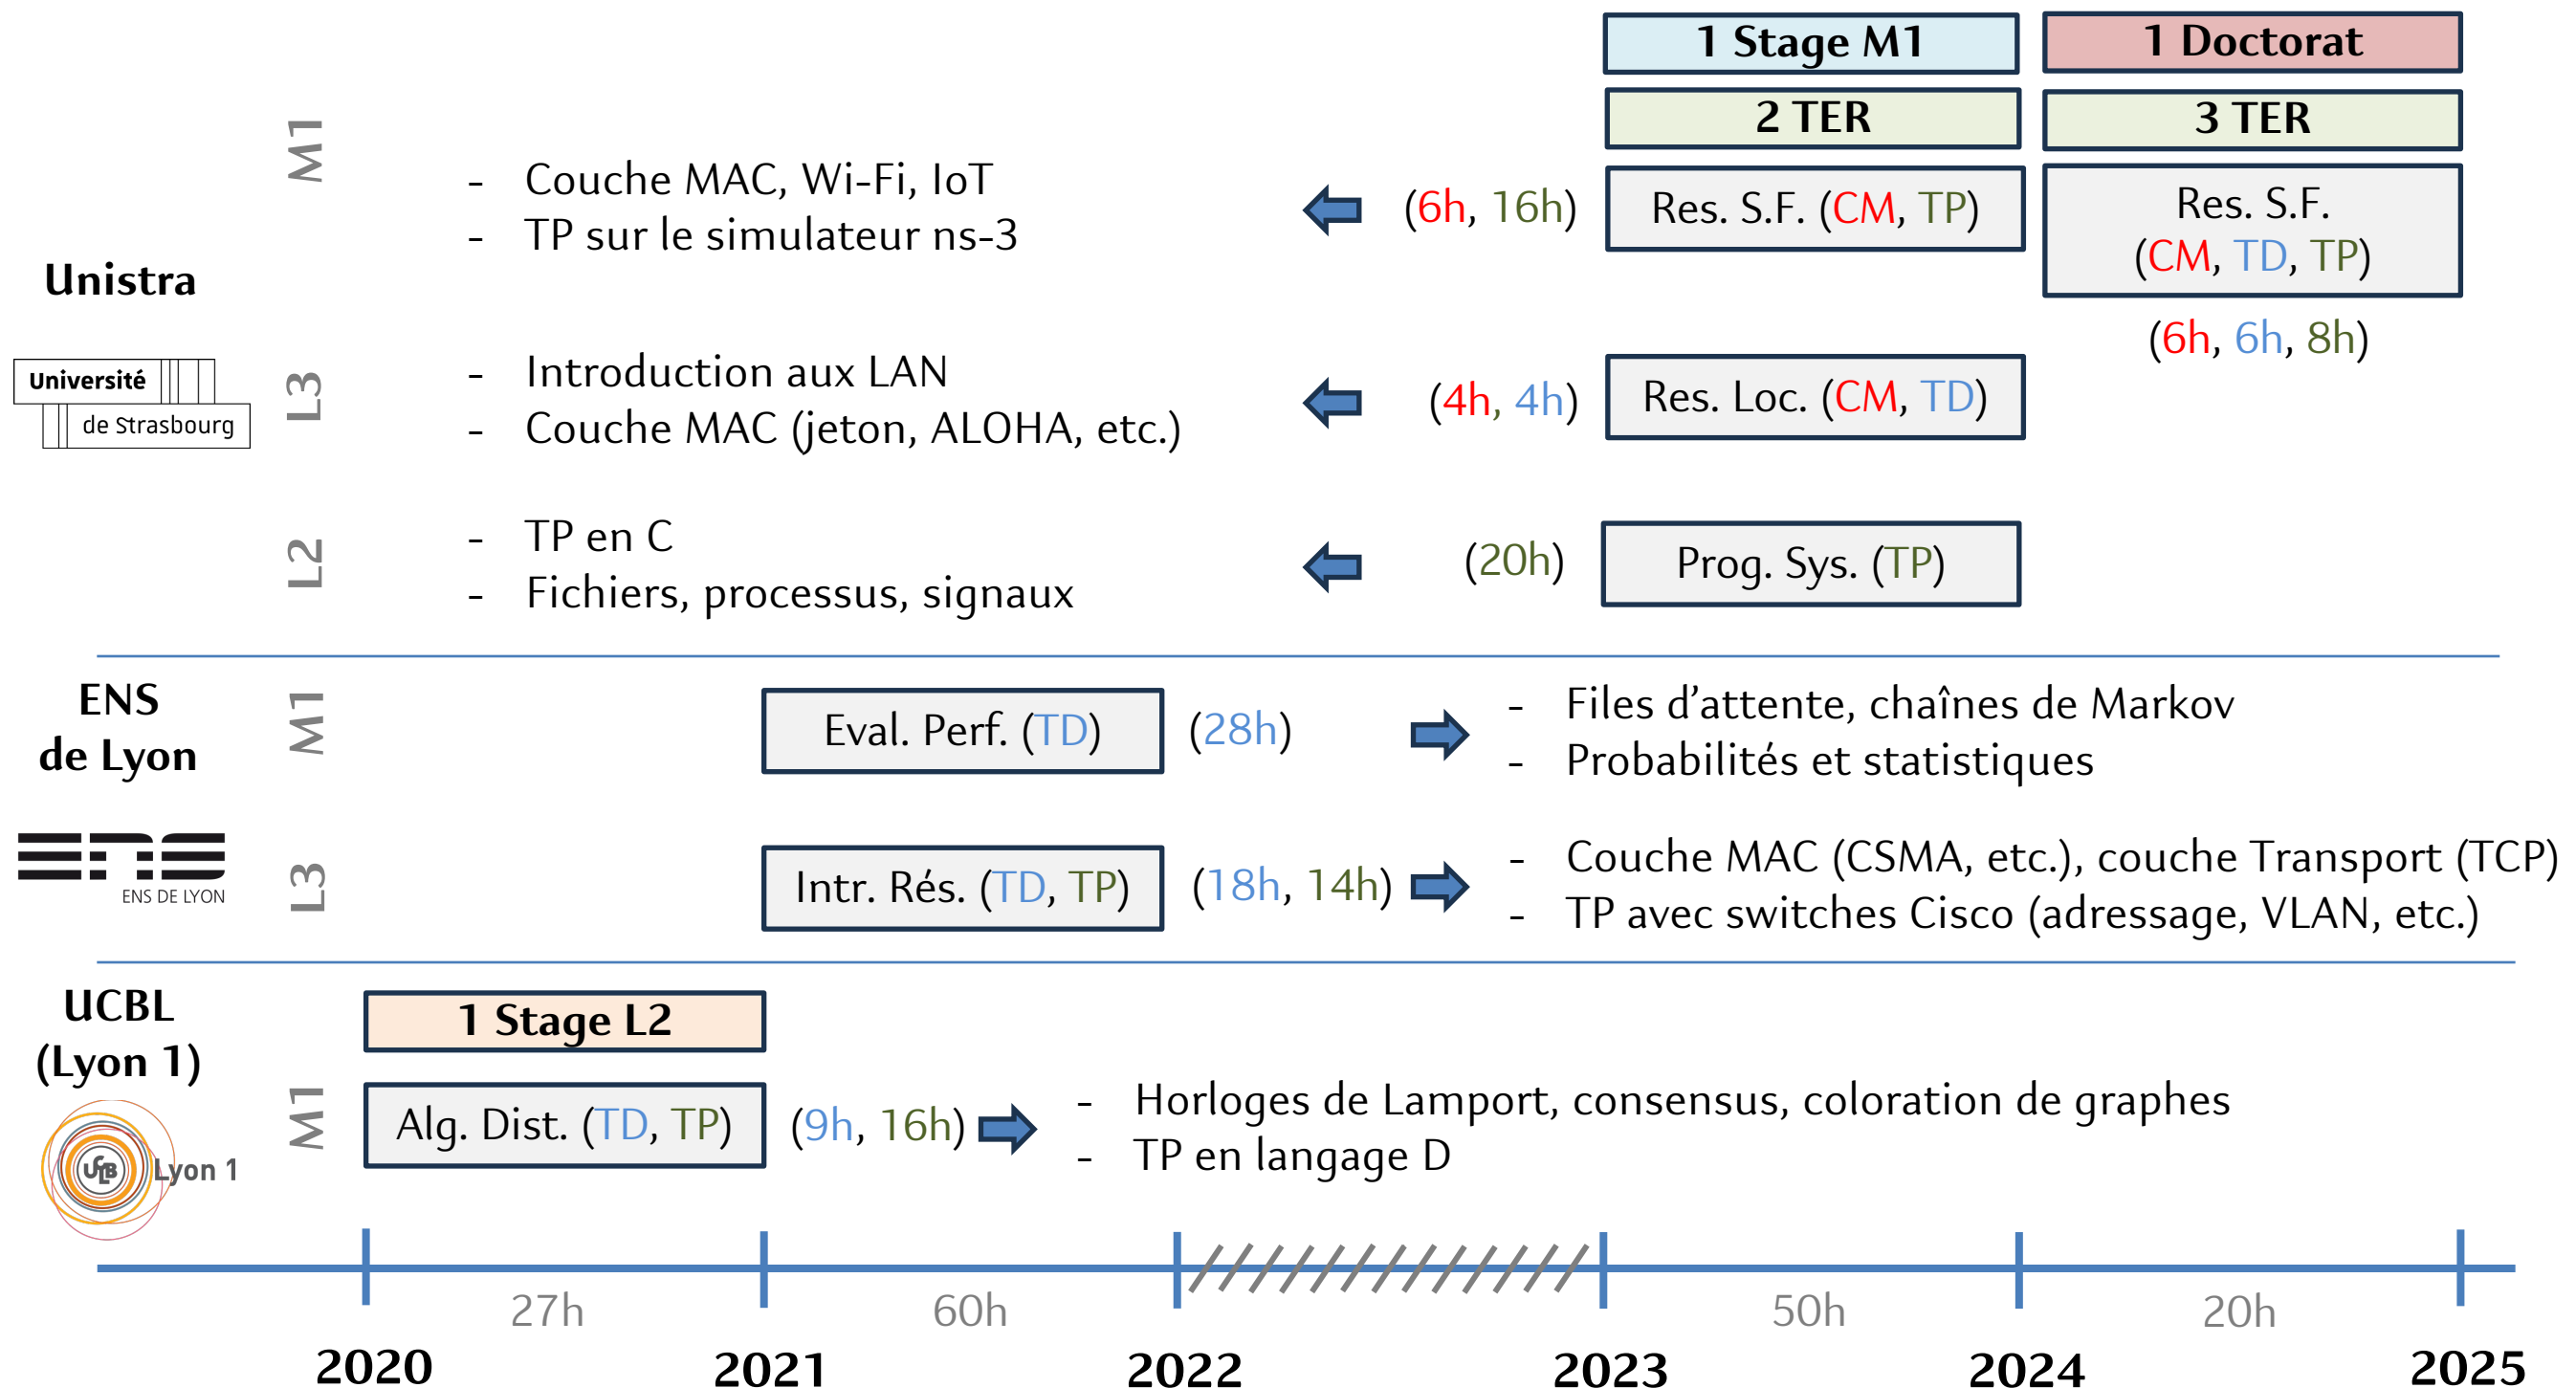 1 Stage M1
1 Doctorat
2 TER
3 TER
M1
- Couche MAC, Wi-Fi, IoT
- TP sur le simulateur ns-3
(6h, 16h)
Res. S.F. (CM, TP)
Res. S.F.
(CM, TD, TP)
(6h, 6h, 8h)
Unistra
Université
de Strasbourg
L3
- Introduction aux LAN
- Couche MAC (jeton, ALOHA, etc.)
(4h, 4h)
Res. Loc. (CM, TD)
L2
- TP en C
- Fichiers, processus, signaux
(20h)
Prog. Sys. (TP)
ENS
de Lyon
M1
Eval. Perf. (TD)
(28h)
- Files d’attente, chaînes de Markov
- Probabilités et statistiques
ENS
ENS DE LYON
L3
Intr. Rés. (TD, TP)
(18h, 14h)
- Couche MAC (CSMA, etc.), couche Transport (TCP)
- TP avec switches Cisco (adressage, VLAN, etc.)
UCBL
(Lyon 1)
1 Stage L2
M1
Alg. Dist. (TD, TP)
(9h, 16h)
- Horloges de Lamport, consensus, coloration de graphes
- TP en langage D
UCBL
Lyon 1
27h
60h
50h
20h
2020
2021
2022
2023
2024
2025